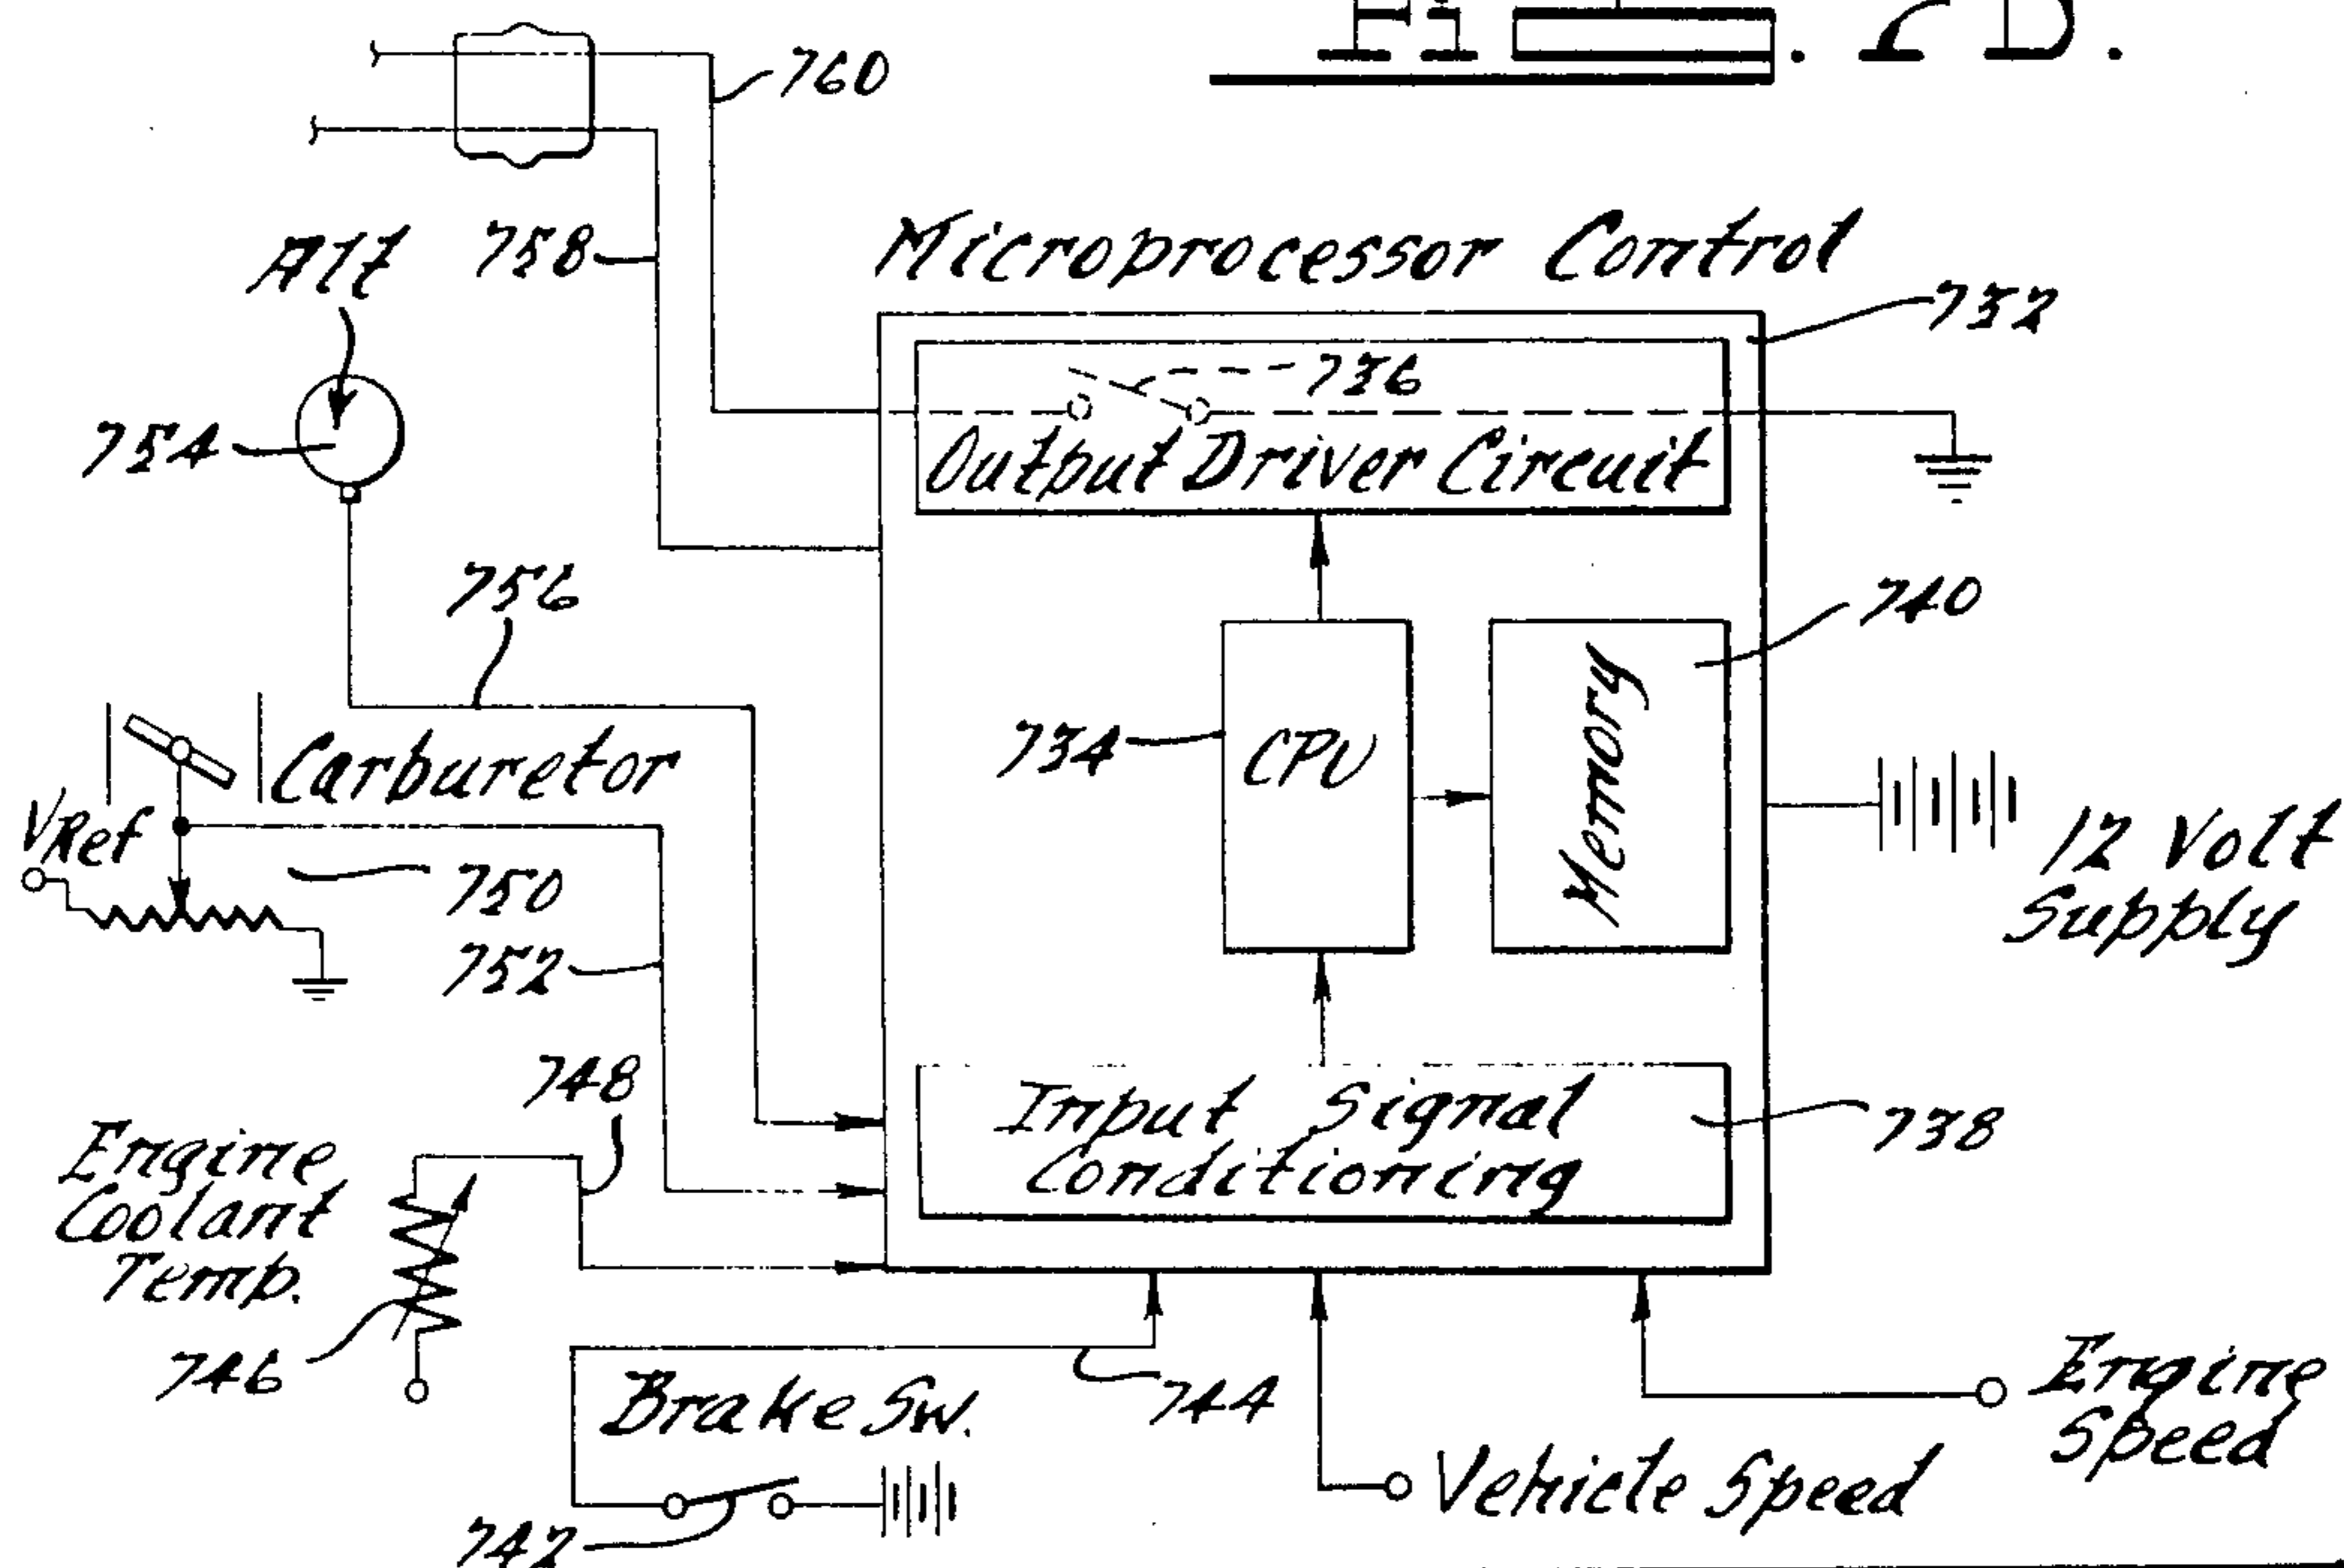 760
Alt
758
Microprocessor Control
732
736
754
Output Driver Circuit
756
740
734
CPU
Memory
Carburetor
VRef
750
12 Volt
Supply
752
748
Input Signal
Conditioning
738
Engine
Coolant
Temp.
746
Brake Sw.
744
Engine
Speed
Vehicle Speed
742